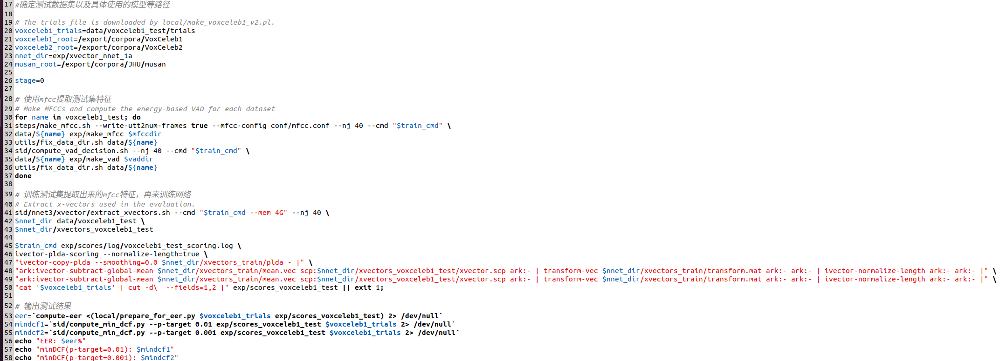 17 #确定测试数据集以及具体使用的模型等路径
18
19 # The trials file is downloaded by local/make_voxceleb1_v2.pl.
20 voxceleb1_trials=data/voxceleb1_test/trials
21 voxceleb1_root=/export/corpora/VoxCeleb1
22 voxceleb2_root=/export/corpora/VoxCeleb2
23 nnet_dir=exp/xvector_nnet_1a
24 musan_root=/export/corpora/JHU/musan
25
26 stage=0
27
28 # 使用mfcc提取测试集特征
29 # Make MFCCs and compute the energy-based VAD for each dataset
30 for name in voxceleb1_test; do
31 steps/make_mfcc.sh --write-utt2num-frames true --mfcc-config conf/mfcc.conf --nj 40 --cmd "$train_cmd" \
32 data/${name} exp/make_mfcc $mfccdir
33 utils/fix_data_dir.sh data/${name}
34 sid/compute_vad_decision.sh --nj 40 --cmd "$train_cmd" \
35 data/${name} exp/make_vad $vaddir
36 utils/fix_data_dir.sh data/${name}
37 done
38
39 # 训练测试集提取出来的mfcc特征，再来训练网络
40 # Extract x-vectors used in the evaluation.
41 sid/nnet3/xvector/extract_xvectors.sh --cmd "$train_cmd --mem 4G" --nj 40 \
42 $nnet_dir data/voxceleb1_test \
43 $nnet_dir/xvectors_voxceleb1_test
44
45 $train_cmd exp/scores/log/voxceleb1_test_scoring.log \
46 ivector-plda-scoring --normalize-length=true \
47 "ivector-copy-plda --smoothing=0.0 $nnet_dir/xvectors_train/plda - |" \
48 "ark:ivector-subtract-global-mean $nnet_dir/xvectors_train/mean.vec scp:$nnet_dir/xvectors_voxceleb1_test/xvector.scp ark:- | transform-vec $nnet_dir/xvectors_train/transform.mat ark:- ark:- | ivector-normalize-length ark:- ark:- |" \
49 "ark:ivector-subtract-global-mean $nnet_dir/xvectors_train/mean.vec scp:$nnet_dir/xvectors_voxceleb1_test/xvector.scp ark:- | transform-vec $nnet_dir/xvectors_train/transform.mat ark:- ark:- | ivector-normalize-length ark:- ark:- |" \
50 "cat '$voxceleb1_trials' | cut -d\  --fields=1,2 |" exp/scores_voxceleb1_test || exit 1;
51
52 # 输出测试结果
53 eer=`compute-eer <(local/prepare_for_eer.py $voxceleb1_trials exp/scores_voxceleb1_test) 2> /dev/null`
54 mindcf1=`sid/compute_min_dcf.py --p-target 0.01 exp/scores_voxceleb1_test $voxceleb1_trials 2> /dev/null`
55 mindcf2=`sid/compute_min_dcf.py --p-target 0.001 exp/scores_voxceleb1_test $voxceleb1_trials 2> /dev/null`
56 echo "EER: $eer%"
57 echo "minDCF(p-target=0.01): $mindcf1"
58 echo "minDCF(p-target=0.001): $mindcf2"